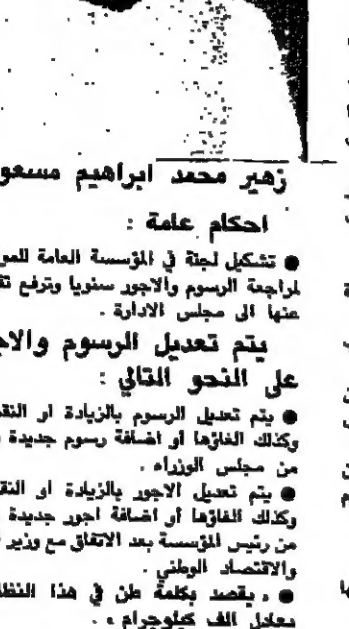 زهير محمد ابراهيم مسعو
احكام عامة :
● تشكيل لجنة في المؤسسة العامة للمو
لمراجعة الرسوم والاجور سنويا وترفع تق
عنها الى مجلس الادارة .
يتم تعديل الرسوم والاج
على النحو التالي :
● يتم تعديل الرسوم بالزيادة او النق
وكذلك الغاؤها أو اضافة رسوم جديدة
من مجلس الوزراء .
● يتم تعديل الاجور بالزيادة او النق
وكذلك الغاؤها أو اضافة اجور جديدة
من رئيس المؤسسة بعد الاتفاق مع وزير
والاقتصاد الوطني .
● « يقصد بكلمة طن في هذا النظا
معادل الف كيلوجرام » .